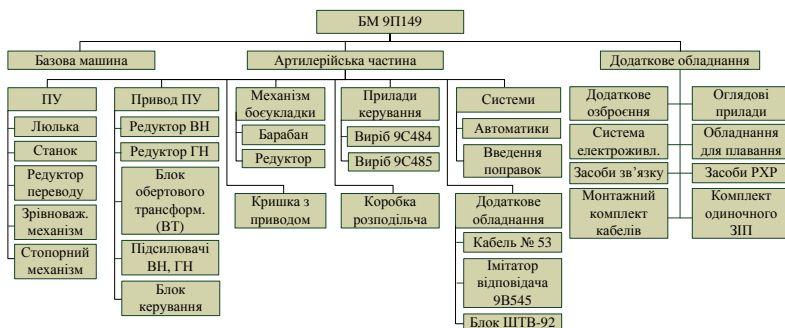 БМ 9П149
Базова машина
Артилерійська частина
Додаткове обладнання
ПУ
Люлька
Станок
Редуктор
переводу
Зрівноваж.
механізм
Стопорний
механізм
Привод ПУ
Редуктор ВН
Редуктор ГН
Блок
обертового
трансформ.
(ВТ)
Підсилювачі
ВН, ГН
Блок
керування
Механізм
боєукладки
Барабан
Редуктор
Кришка з
приводом
Прилади
керування
Виріб 9С484
Виріб 9С485
Коробка
розподільча
Системи
Автоматики
Введення
поправок
Додаткове
обладнання
Кабель № 53
Імітатор
відповідача
9В545
Блок ШТВ-92
Додаткове
озброєння
Система
електроживл.
Засоби зв’язку
Монтажний
комплект
кабелів
Оглядові
прилади
Обладнання
для плавання
Засоби РХР
Комплект
одиночного
ЗІП